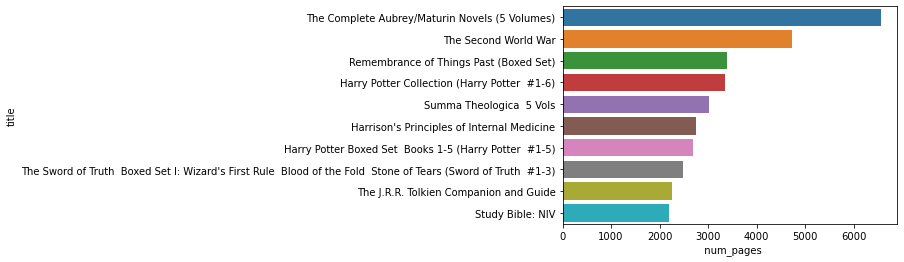 The Complete Aubrey/Maturin Novels (5 Volumes)
The Second World War
Remembrance of Things Past (Boxed Set)
Harry Potter Collection (Harry Potter  #1-6)
Summa Theologica  5 Vols
Harrison's Principles of Internal Medicine
Harry Potter Boxed Set  Books 1-5 (Harry Potter  #1-5)
The Sword of Truth  Boxed Set I: Wizard's First Rule  Blood of the Fold  Stone of Tears (Sword of Truth  #1-3)
The J.R.R. Tolkien Companion and Guide
Study Bible: NIV
title
0 1000 2000 3000 4000 5000 6000
num_pages